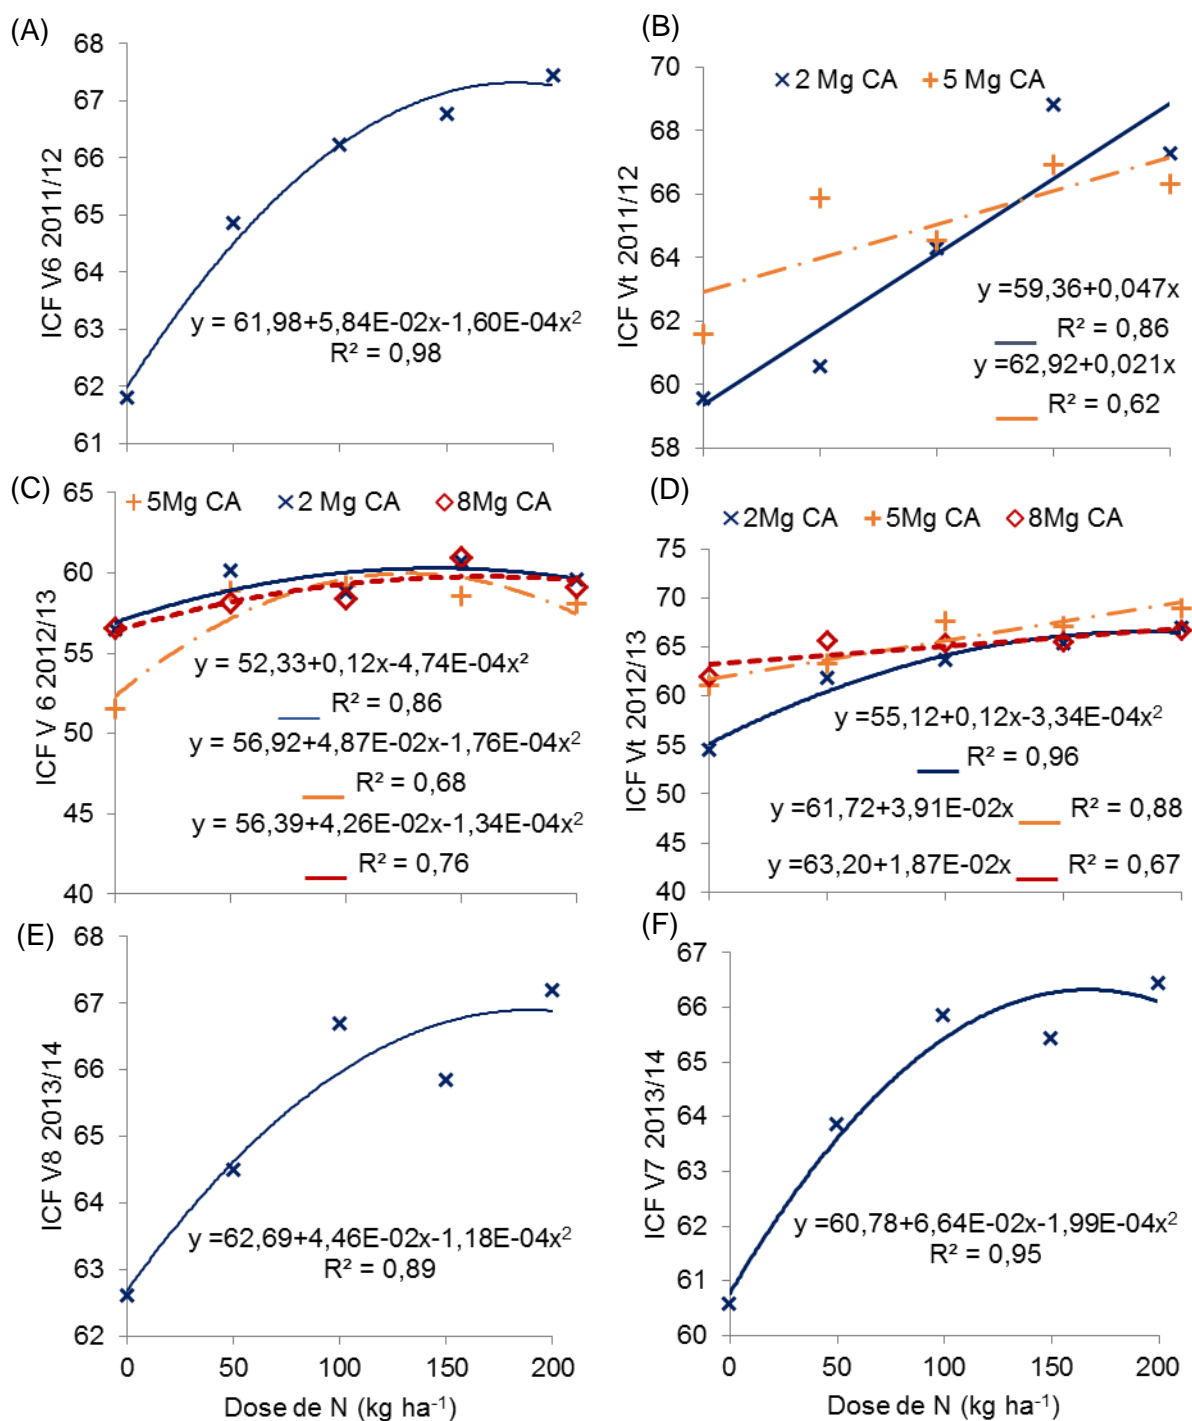 (A)
68
67
66
65
64
63
62
61
ICF V6 2011/12
y = 61,98+5,84E-02x-1,60E-04x²
R² = 0,98
(B)
70
68
66
64
62
60
58
ICF Vt 2011/12
2 Mg CA 5 Mg CA
y =59,36+0,047x
R² = 0,86
y =62,92+0,021x
R² = 0,62
(C)
65
60
55
50
45
40
ICF V 6 2012/13
5Mg CA 2 Mg CA 8Mg CA
y = 52,33+0,12x-4,74E-04x²
R² = 0,86
y = 56,92+4,87E-02x-1,76E-04x²
R² = 0,68
y = 56,39+4,26E-02x-1,34E-04x²
R² = 0,76
(D)
75
70
65
60
55
50
45
40
ICF Vt 2012/13
2Mg CA 5Mg CA 8Mg CA
y =55,12+0,12x-3,34E-04x²
R² = 0,96
y =61,72+3,91E-02x R² = 0,88
y =63,20+1,87E-02x R² = 0,67
(E)
68
67
66
65
64
63
62
ICF V8 2013/14
y =62,69+4,46E-02x-1,18E-04x²
R² = 0,89
0 50 100 150 200
Dose de N (kg ha⁻¹)
(F)
67
66
65
64
63
62
61
60
ICF V7 2013/14
y =60,78+6,64E-02x-1,99E-04x²
R² = 0,95
0 50 100 150 200
Dose de N (kg ha⁻¹)